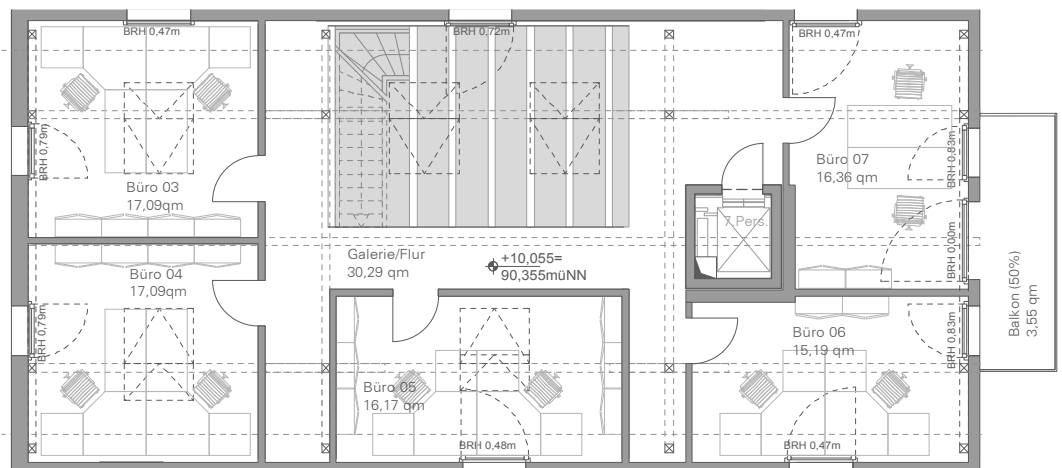 BRH 0,47m
BRH 0,72m
BRH 0,47m
BRH 0,79m
BRH 0,83m
Büro 03
17,09qm
Büro 07
16,36 qm
7 Pers.
Galerie/Flur
30,29 qm
+10,055=
90,355müNN
BRH 0,00m
Büro 04
17,09qm
Balkon (50%)
3,55 qm
BRH 0,79m
BRH 0,83m
Büro 06
15,19 qm
Büro 05
16,17 qm
BRH 0,48m
BRH 0,47m